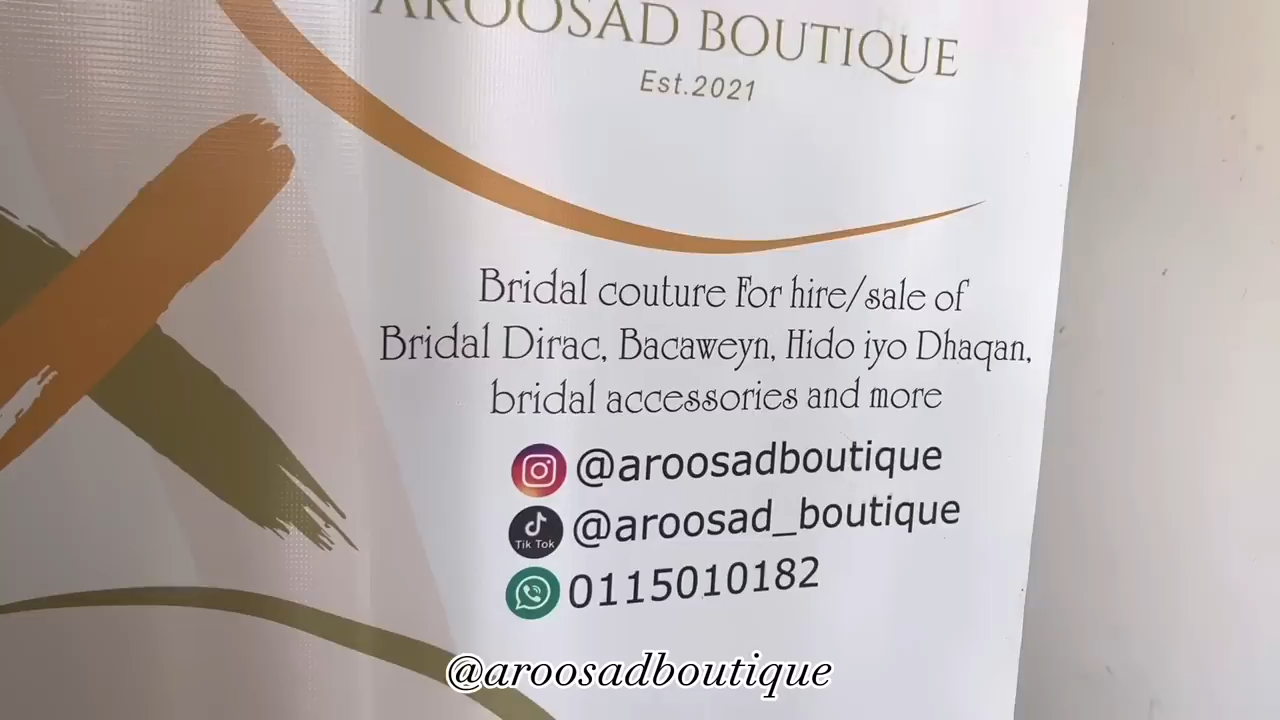 AROOSAD BOUTIQUE
Est.2021
Bridal couture For hire/sale of
Bridal Dirac, Bacaweyn, Hido iyo Dhaqan,
bridal accessories and more
@aroosadboutique
Tik Tok
@aroosad_boutique
0115010182
@aroosadboutique